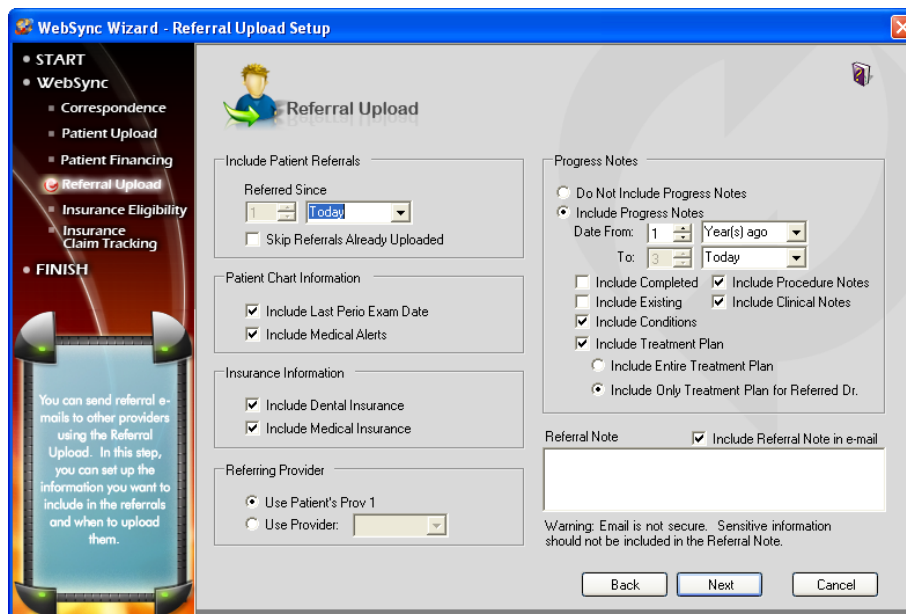 WebSync Wizard - Referral Upload Setup
START
WebSync
Correspondence
Patient Upload
Patient Financing
Referral Upload
Insurance Eligibility
Insurance
Claim Tracking
FINISH
You can send referral e-
mails to other providers
using the Referral
Upload. In this step,
you can set up the
information you want to
include in the referrals
and when to upload
them.
Referral Upload
Include Patient Referrals
Referred Since
1 Today
Skip Referrals Already Uploaded
Patient Chart Information
Include Last Perio Exam Date
Include Medical Alerts
Insurance Information
Include Dental Insurance
Include Medical Insurance
Referring Provider
Use Patient's Prov 1
Use Provider:
Progress Notes
Do Not Include Progress Notes
Include Progress Notes
Date From: 1 Year(s) ago
To: 3 Today
Include Completed Include Procedure Notes
Include Existing Include Clinical Notes
Include Conditions
Include Treatment Plan
Include Entire Treatment Plan
Include Only Treatment Plan for Referred Dr.
Referral Note Include Referral Note in e-mail
Warning: Email is not secure. Sensitive information
should not be included in the Referral Note.
Back Next Cancel